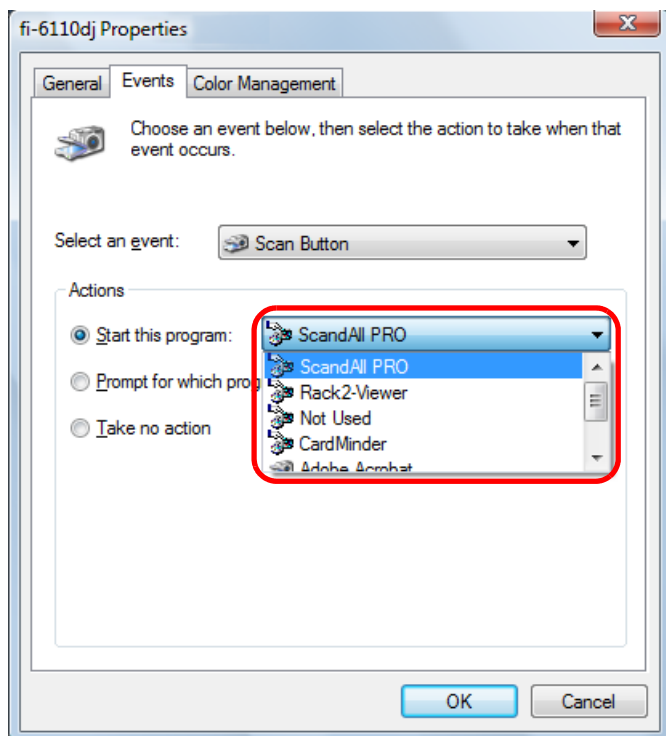 fi-6110dj Properties
General Events Color Management
Choose an event below, then select the action to take when that
event occurs.
Select an event: Scan Button
Actions
Start this program: ScandAll PRO
ScandAll PRO
Prompt for which prog
Rack2-Viewer
Not Used
Take no action
CardMinder
Adobe Acrobat
OK Cancel